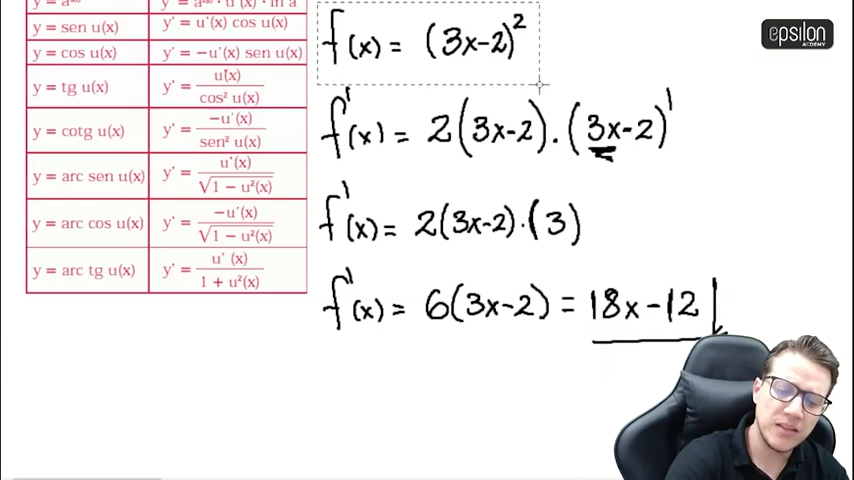 y = sen u(x) y' = u'(x) cos u(x)
y = cos u(x) y' = −u'(x) sen u(x)
y = tg u(x) y' = u'(x) / cos² u(x)
y = cotg u(x) y' = −u'(x) / sen² u(x)
y = arc sen u(x) y' = u'(x) / √1 − u²(x)
y = arc cos u(x) y' = −u'(x) / √1 − u²(x)
y = arc tg u(x) y' = u' (x) / 1 + u²(x)
f(x) = (3x-2)²
f'(x) = 2(3x-2).(3x-2)'
f'(x) = 2(3x-2).(3)
f'(x) = 6(3x-2) = 18x-12
epsilon
ACADEMY